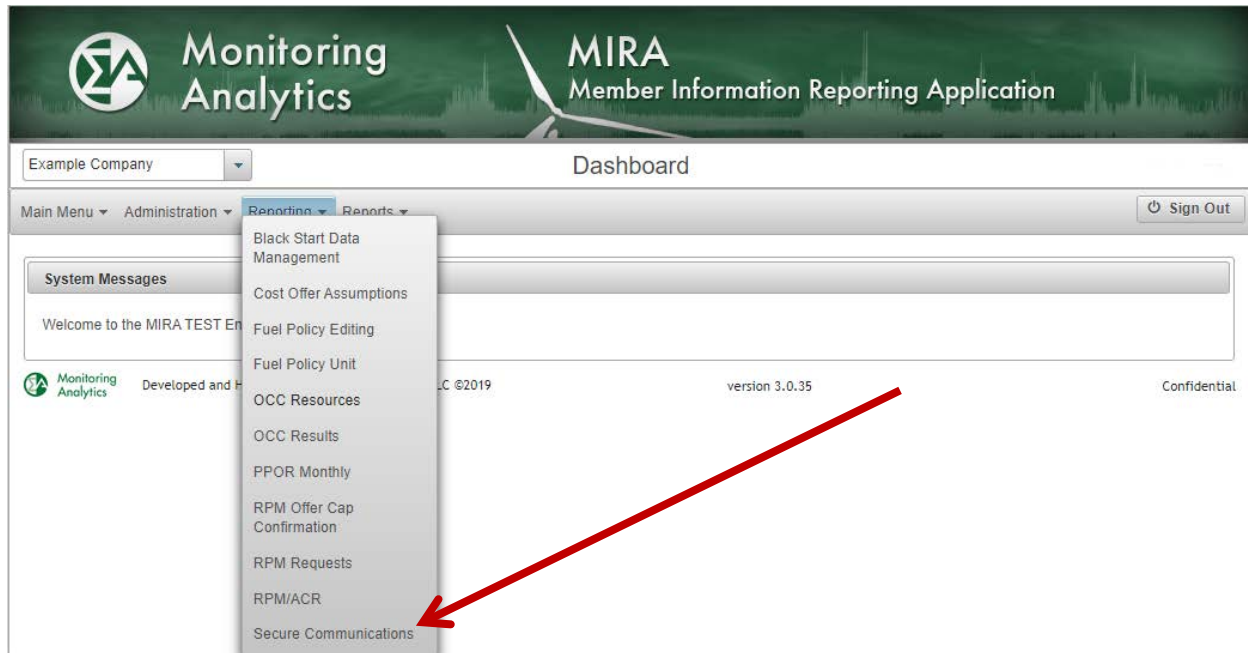 Monitoring
Analytics
MIRA
Member Information Reporting Application
Example Company
Dashboard
Main Menu Administration Reporting Reports
Sign Out
Black Start Data
Management
System Messages
Cost Offer Assumptions
Welcome to the MIRA TEST En
Fuel Policy Editing
Fuel Policy Unit
Monitoring
Analytics
Developed and H
LC ©2019
version 3.0.35
Confidential
OCC Resources
OCC Results
PPOR Monthly
RPM Offer Cap
Confirmation
RPM Requests
RPM/ACR
Secure Communications